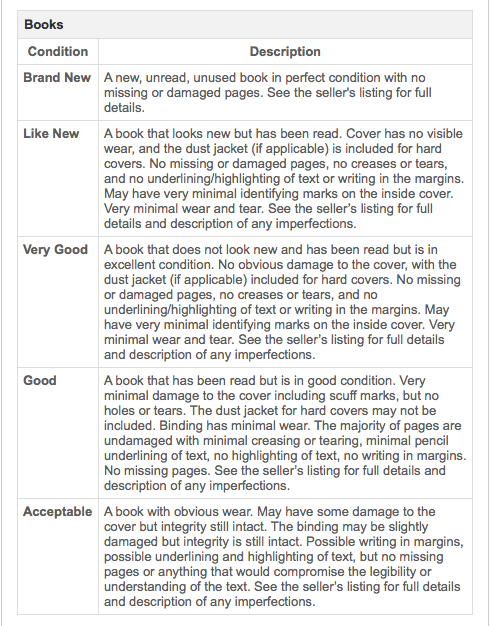 Books
Condition Description
Brand New A new, unread, unused book in perfect condition with no
missing or damaged pages. See the seller's listing for full
details.
Like New A book that looks new but has been read. Cover has no visible
wear, and the dust jacket (if applicable) is included for hard
covers. No missing or damaged pages, no creases or tears,
and no underlining/highlighting of text or writing in the margins.
May have very minimal identifying marks on the inside cover.
Very minimal wear and tear. See the seller’s listing for full
details and description of any imperfections.
Very Good A book that does not look new and has been read but is in
excellent condition. No obvious damage to the cover, with the
dust jacket (if applicable) included for hard covers. No missing
or damaged pages, no creases or tears, and no
underlining/highlighting of text or writing in the margins. May
have very minimal identifying marks on the inside cover. Very
minimal wear and tear. See the seller’s listing for full details
and description of any imperfections.
Good A book that has been read but is in good condition. Very
minimal damage to the cover including scuff marks, but no
holes or tears. The dust jacket for hard covers may not be
included. Binding has minimal wear. The majority of pages are
undamaged with minimal creasing or tearing, minimal pencil
underlining of text, no highlighting of text, no writing in margins.
No missing pages. See the seller’s listing for full details and
description of any imperfections.
Acceptable A book with obvious wear. May have some damage to the
cover but integrity still intact. The binding may be slightly
damaged but integrity is still intact. Possible writing in margins,
possible underlining and highlighting of text, but no missing
pages or anything that would compromise the legibility or
understanding of the text. See the seller’s listing for full details
and description of any imperfections.